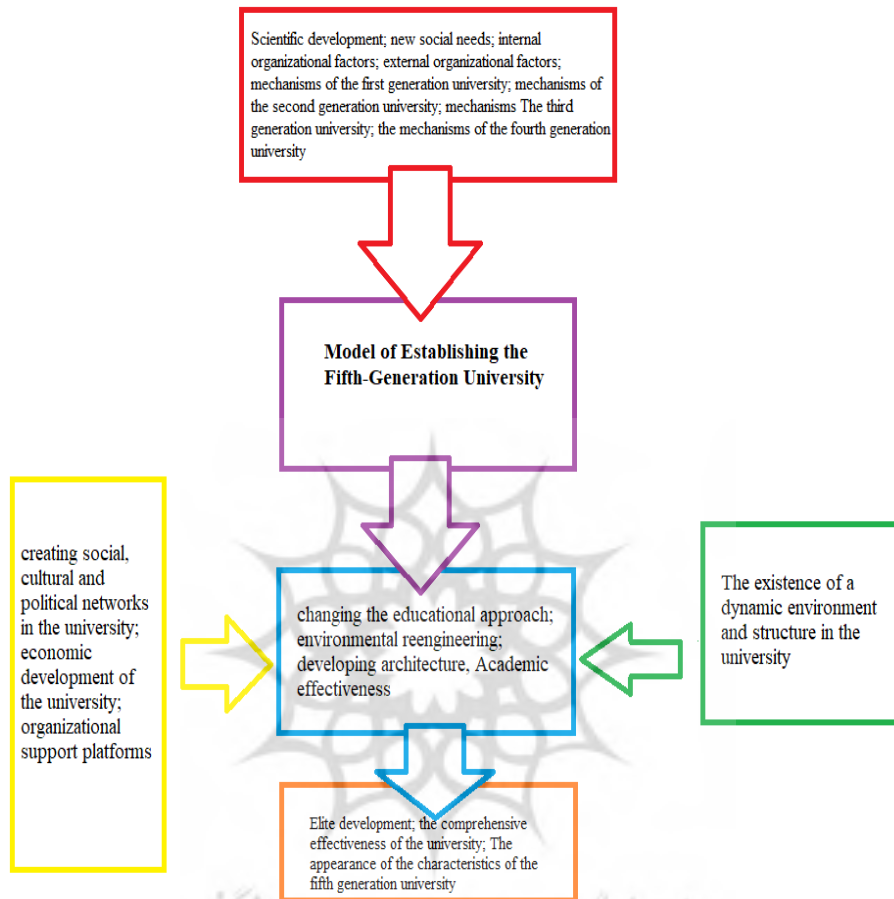 Scientific development; new social needs; internal
organizational factors; external organizational factors;
mechanisms of the first generation university; mechanisms of
the second generation university; mechanisms The third
generation university; the mechanisms of the fourth generation
university
Model of Establishing the
Fifth-Generation University
creating social,
cultural and
political networks
in the university;
economic
development of
the university;
organizational
support platforms
changing the educational approach;
environmental reengineering;
developing architecture, Academic
effectiveness
The existence of a
dynamic environment
and structure in the
university
Elite development; the comprehensive
effectiveness of the university; The
appearance of the characteristics of the
fifth generation university